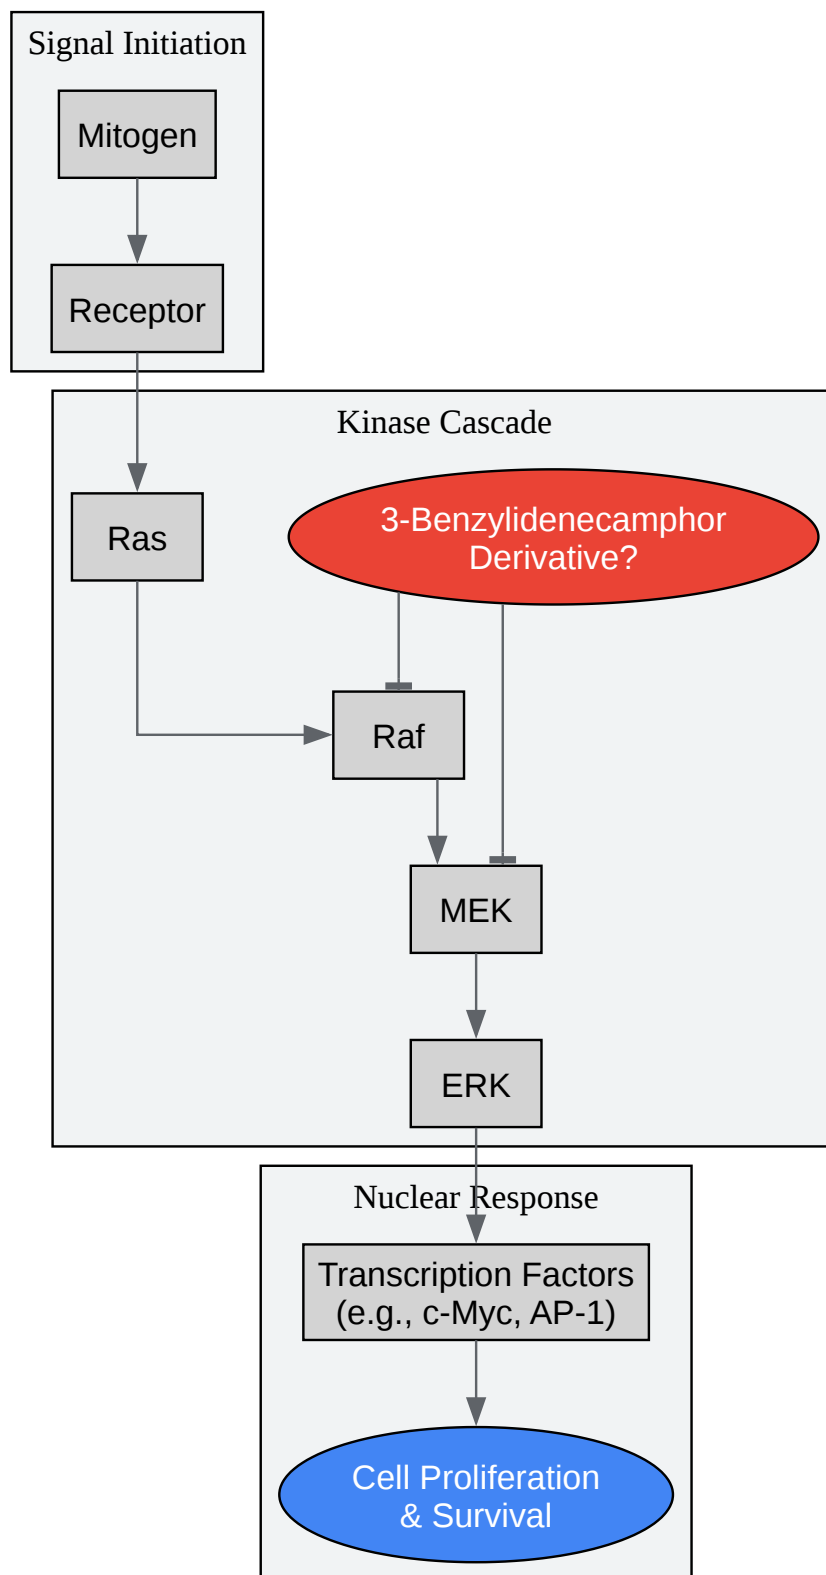 Signal Initiation
Mitogen
Receptor
Kinase Cascade
Ras
3-Benzylidenecamphor
Derivative?
Raf
MEK
ERK
Nuclear Response
Transcription Factors
(e.g., c-Myc, AP-1)
Cell Proliferation
& Survival